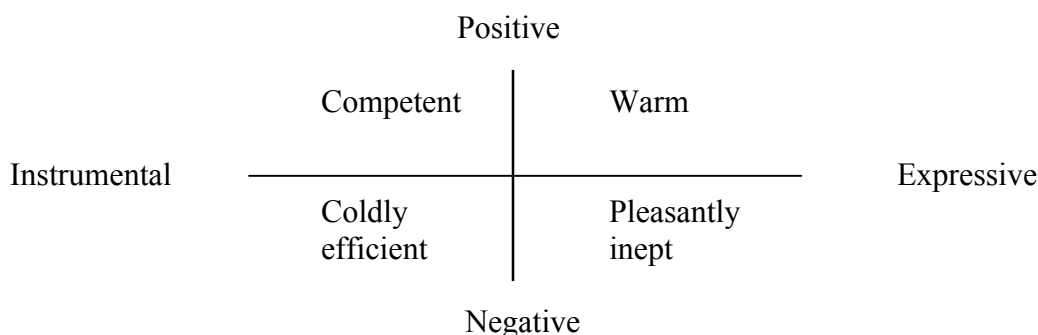 Positive
Competent Warm
Instrumental Expressive
Coldly Pleasantly
efficient inept
Negative